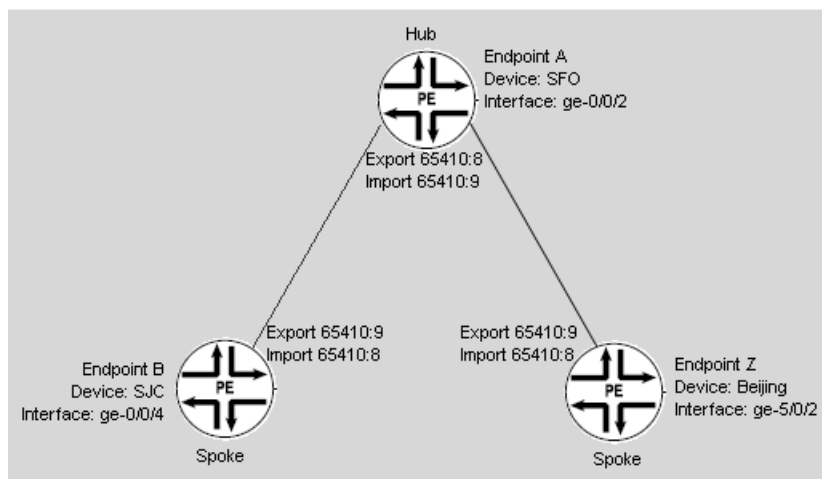 Hub
Endpoint A
Device: SFO
Interface: ge-0/0/2
PE
Export 65410:8
Import 65410:9
Export 65410:9
Import 65410:8
Endpoint B
Device: SJC
Interface: ge-0/0/4
PE
Spoke
Export 65410:9
Import 65410:8
Endpoint Z
Device: Beijing
Interface: ge-5/0/2
PE
Spoke